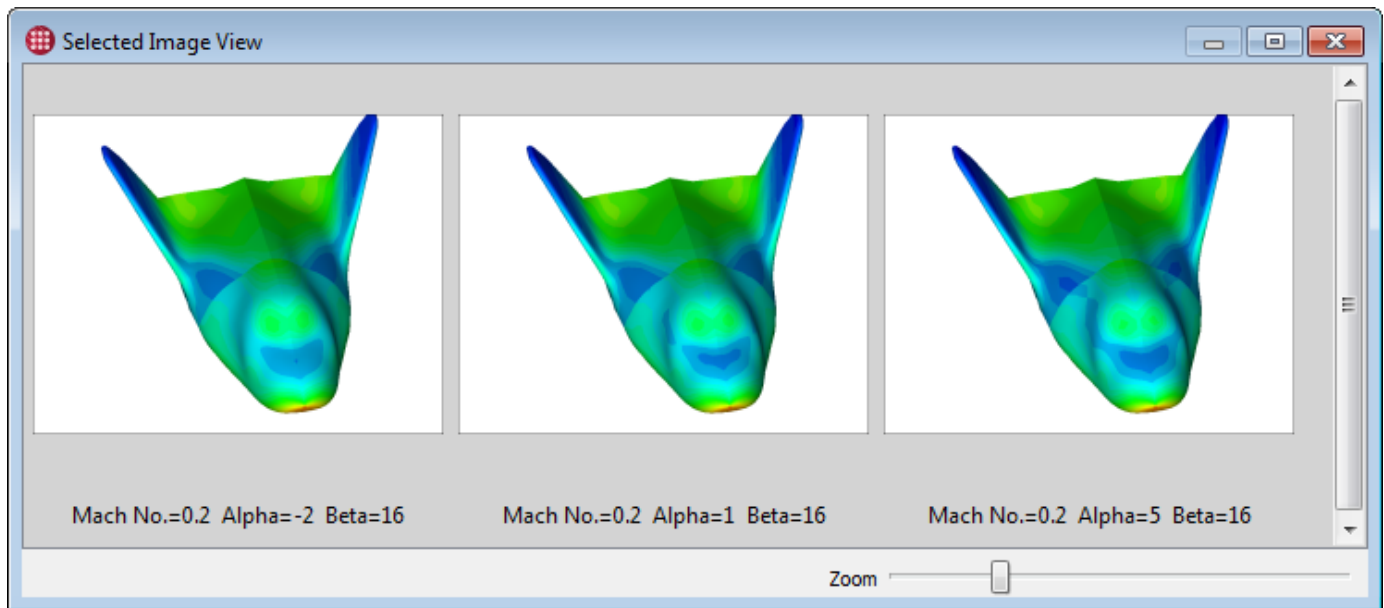 Selected Image View
Mach No.=0.2 Alpha=-2 Beta=16
Mach No.=0.2 Alpha=1 Beta=16
Mach No.=0.2 Alpha=5 Beta=16
Zoom